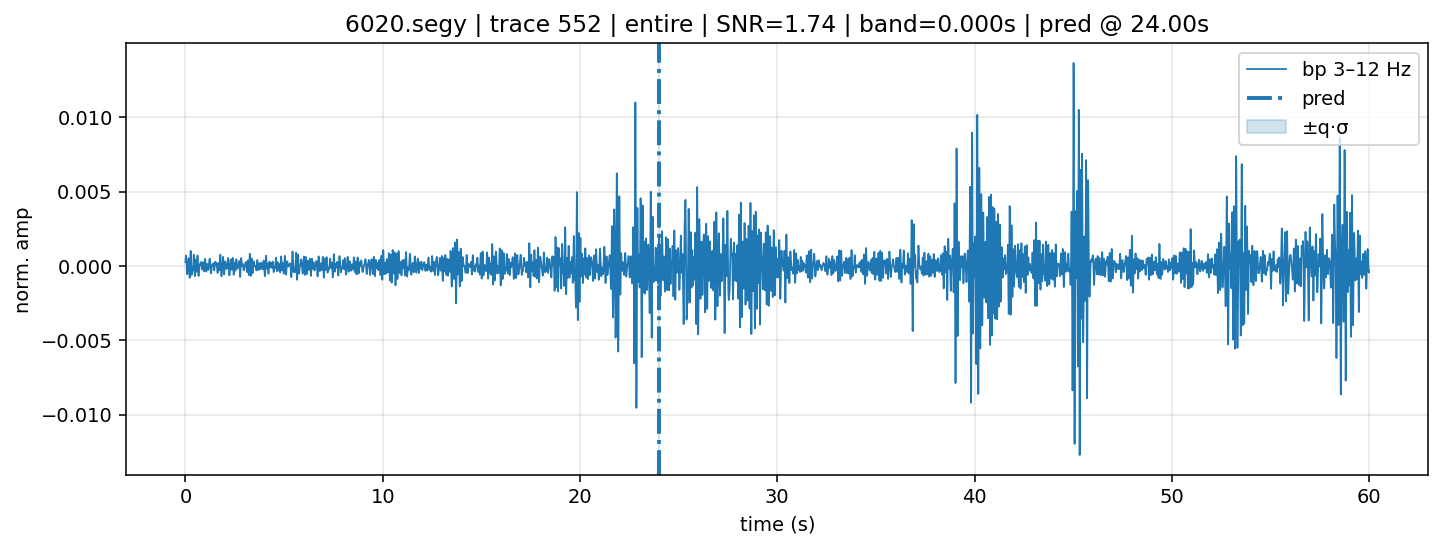 6020.segy | trace 552 | entire | SNR=1.74 | band=0.000s | pred @ 24.00s
bp 3–12 Hz
pred
±q·σ
norm. amp
0.010
0.005
0.000
−0.005
−0.010
0 10 20 30 40 50 60
time (s)